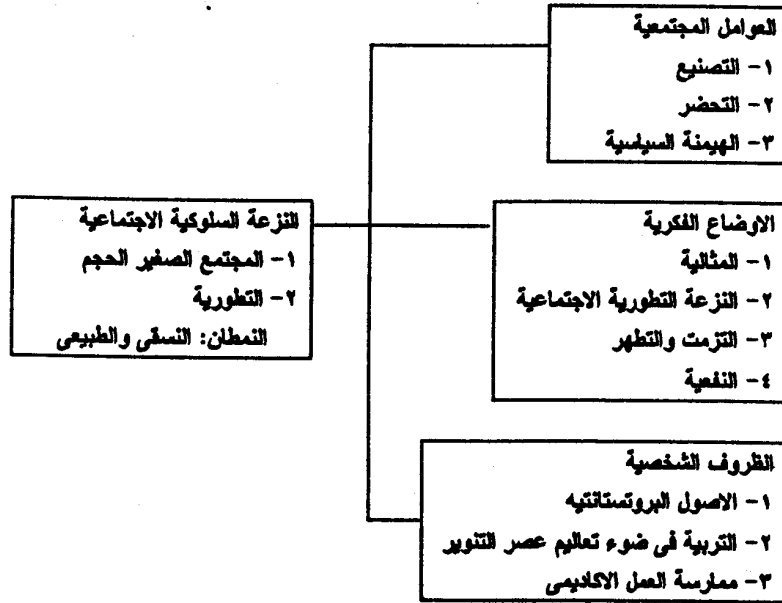 العوامل المجتمعية
١- التصنيع
٢- التحضر
٣- الهيمنة السياسية
النزعة السلوكية الاجتماعية
١- المجتمع الصغير الحجم
٢- التطورية
النمطان: النسقى والطبيعى
الاوضاع الفكرية
١- المثالية
٢- النزعة التطورية الاجتماعية
٣- التزمت والتطهر
٤- النفعية
الظروف الشخصية
١- الاصول البروتستانتيه
٢- التربية فى ضوء تعاليم عصر التنوير
٣- ممارسة العمل الاكاديمى